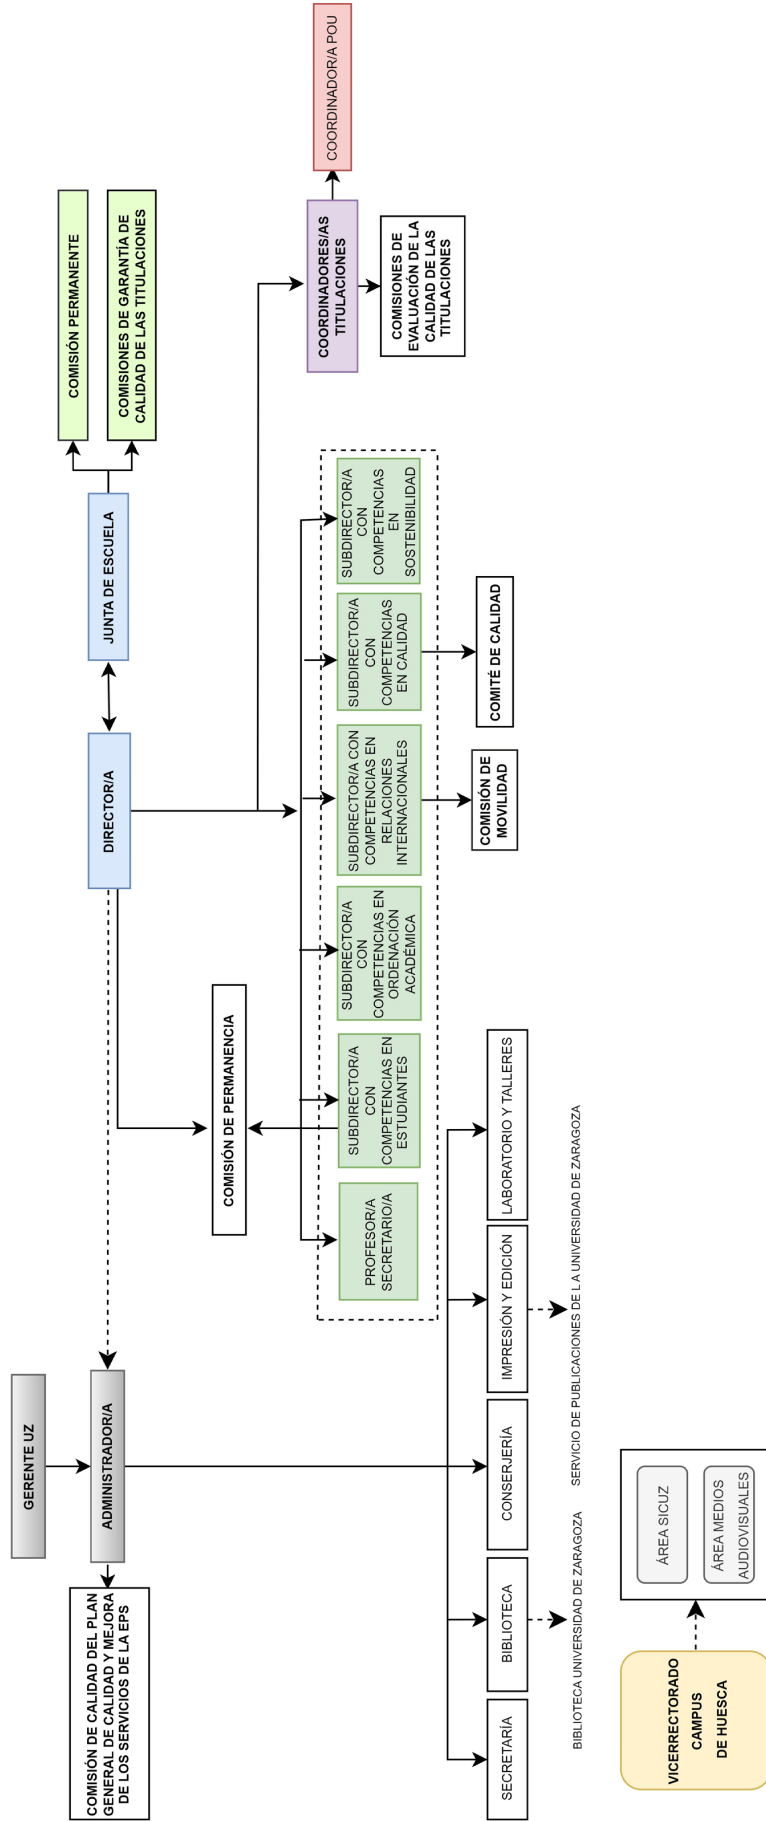 GERENTE UZ
COMISIÓN DE CALIDAD DEL PLAN
GENERAL DE CALIDAD Y MEJORA
DE LOS SERVICIOS DE LA EPS
ADMINISTRADOR/A
DIRECTOR/A
JUNTA DE ESCUELA
COMISIÓN PERMANENTE
COMISIONES DE GARANTÍA DE
CALIDAD DE LAS TITULACIONES
COMISIÓN DE PERMANENCIA
PROFESOR/A
SECRETARIO/A
SUBDIRECTOR/A
CON
COMPETENCIAS EN
ESTUDIANTES
SUBDIRECTOR/A
CON
COMPETENCIAS EN
ORDENACIÓN
ACADÉMICA
SUBDIRECTOR/A CON
COMPETENCIAS EN
RELACIONES
INTERNACIONALES
SUBDIRECTOR/A
CON
COMPETENCIAS
EN CALIDAD
SUBDIRECTOR/A
CON
COMPETENCIAS
EN
SOSTENIBILIDAD
COORDINADORES/AS
TITULACIONES
COORDINADOR/A POU
COMISIONES DE
EVALUACIÓN DE LA
CALIDAD DE LAS
TITULACIONES
COMISIÓN DE
MOVILIDAD
COMITÉ DE CALIDAD
SECRETARÍA
BIBLIOTECA
CONSERJERÍA
IMPRESIÓN Y EDICIÓN
LABORATORIO Y TALLERES
BIBLIOTECA UNIVERSIDAD DE ZARAGOZA
SERVICIO DE PUBLICACIONES DE L A UNIVERSIDAD DE ZARAGOZA
VICERRECTORADO
CAMPUS
DE HUESCA
ÁREA SICUZ
ÁREA MEDIOS
AUDIOVISUALES